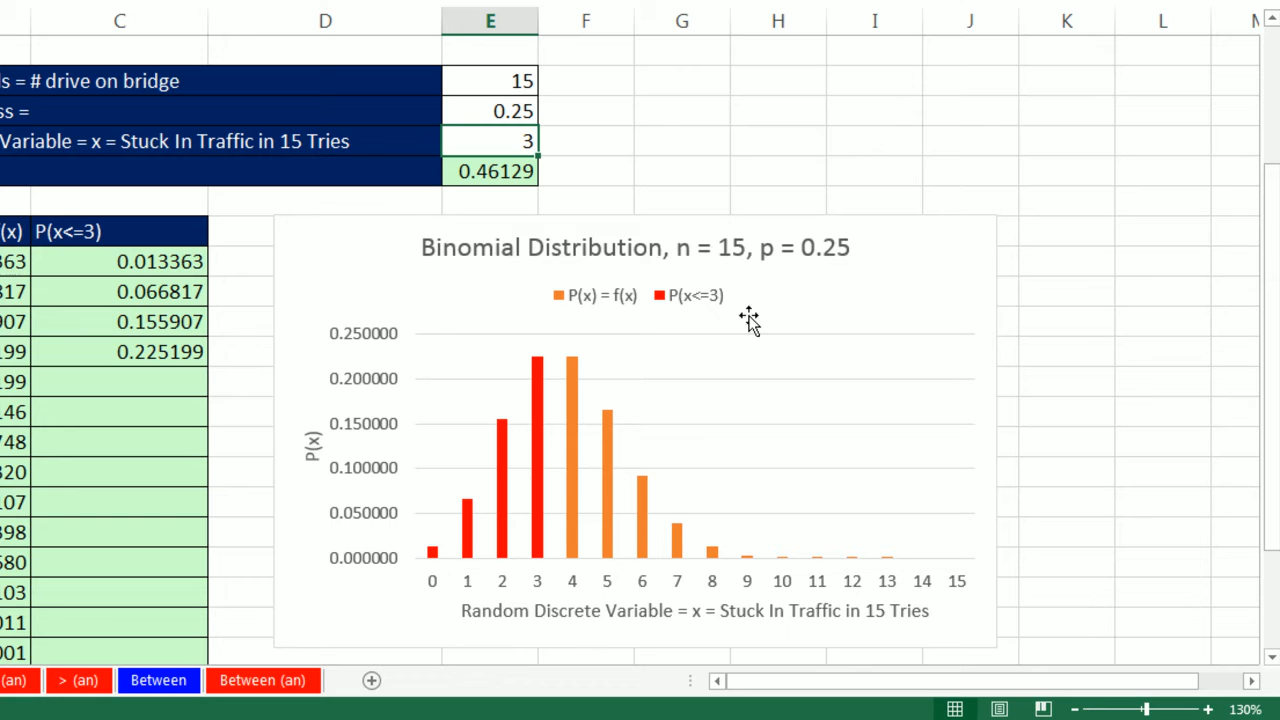 C D E F G H I J K L M
ls = # drive on bridge 15
ss = 0.25
Variable = x = Stuck In Traffic in 15 Tries 3
0.46129
f(x) P(x<=3)
363 0.013363
317 0.066817
907 0.155907
199 0.225199
199
146
748
320
107
398
580
103
011
001
Binomial Distribution, n = 15, p = 0.25
P(x) = f(x) P(x<=3)
0.250000
0.200000
0.150000
0.100000
0.050000
0.000000
P(x)
0 1 2 3 4 5 6 7 8 9 10 11 12 13 14 15
Random Discrete Variable = x = Stuck In Traffic in 15 Tries
(an) > (an) Between Between (an)
130%